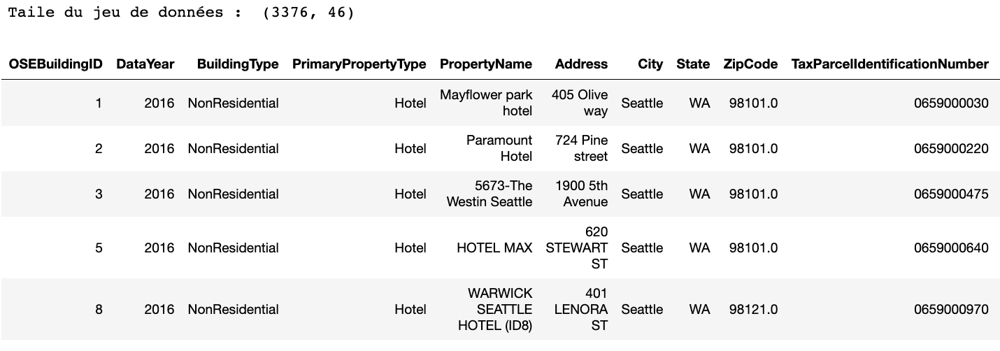 Taile du jeu de données :  (3376, 46)
OSEBuildingID DataYear BuildingType PrimaryPropertyType PropertyName Address City State ZipCode TaxParcelIdentificationNumber
1 2016 NonResidential Hotel Mayflower park hotel 405 Olive way Seattle WA 98101.0 0659000030
2 2016 NonResidential Hotel Paramount Hotel 724 Pine street Seattle WA 98101.0 0659000220
3 2016 NonResidential Hotel 5673-The Westin Seattle 1900 5th Avenue Seattle WA 98101.0 0659000475
5 2016 NonResidential Hotel HOTEL MAX 620 STEWART ST Seattle WA 98101.0 0659000640
8 2016 NonResidential Hotel WARWICK SEATTLE HOTEL (ID8) 401 LENORA ST Seattle WA 98121.0 0659000970